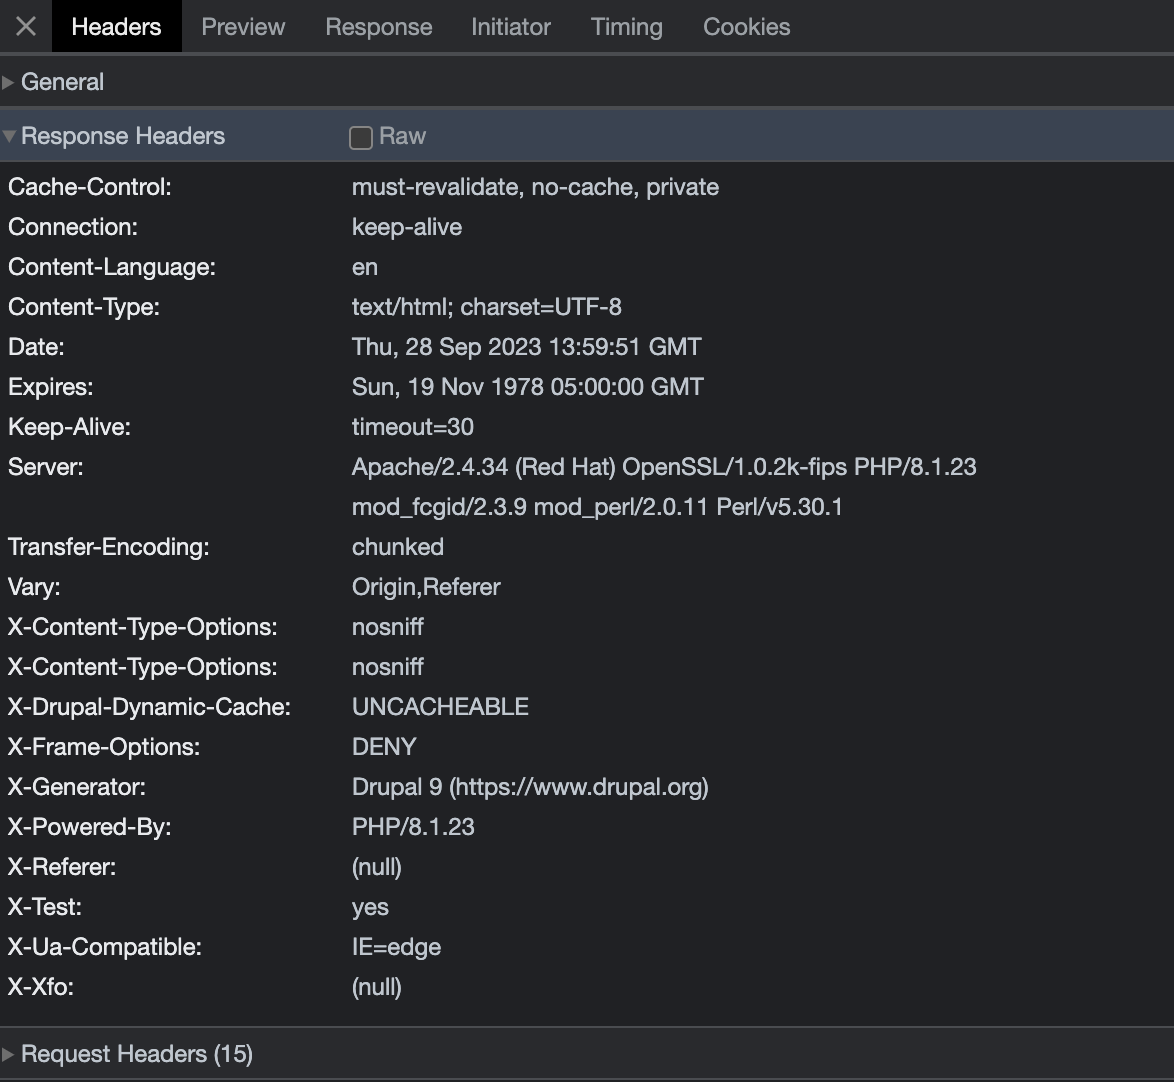 Headers Preview Response Initiator Timing Cookies
General
Response Headers Raw
Cache-Control: must-revalidate, no-cache, private
Connection: keep-alive
Content-Language: en
Content-Type: text/html; charset=UTF-8
Date: Thu, 28 Sep 2023 13:59:51 GMT
Expires: Sun, 19 Nov 1978 05:00:00 GMT
Keep-Alive: timeout=30
Server: Apache/2.4.34 (Red Hat) OpenSSL/1.0.2k-fips PHP/8.1.23
mod_fcgid/2.3.9 mod_perl/2.0.11 Perl/v5.30.1
Transfer-Encoding: chunked
Vary: Origin,Referer
X-Content-Type-Options: nosniff
X-Content-Type-Options: nosniff
X-Drupal-Dynamic-Cache: UNCACHEABLE
X-Frame-Options: DENY
X-Generator: Drupal 9 (https://www.drupal.org)
X-Powered-By: PHP/8.1.23
X-Referer: (null)
X-Test: yes
X-Ua-Compatible: IE=edge
X-Xfo: (null)
Request Headers (15)